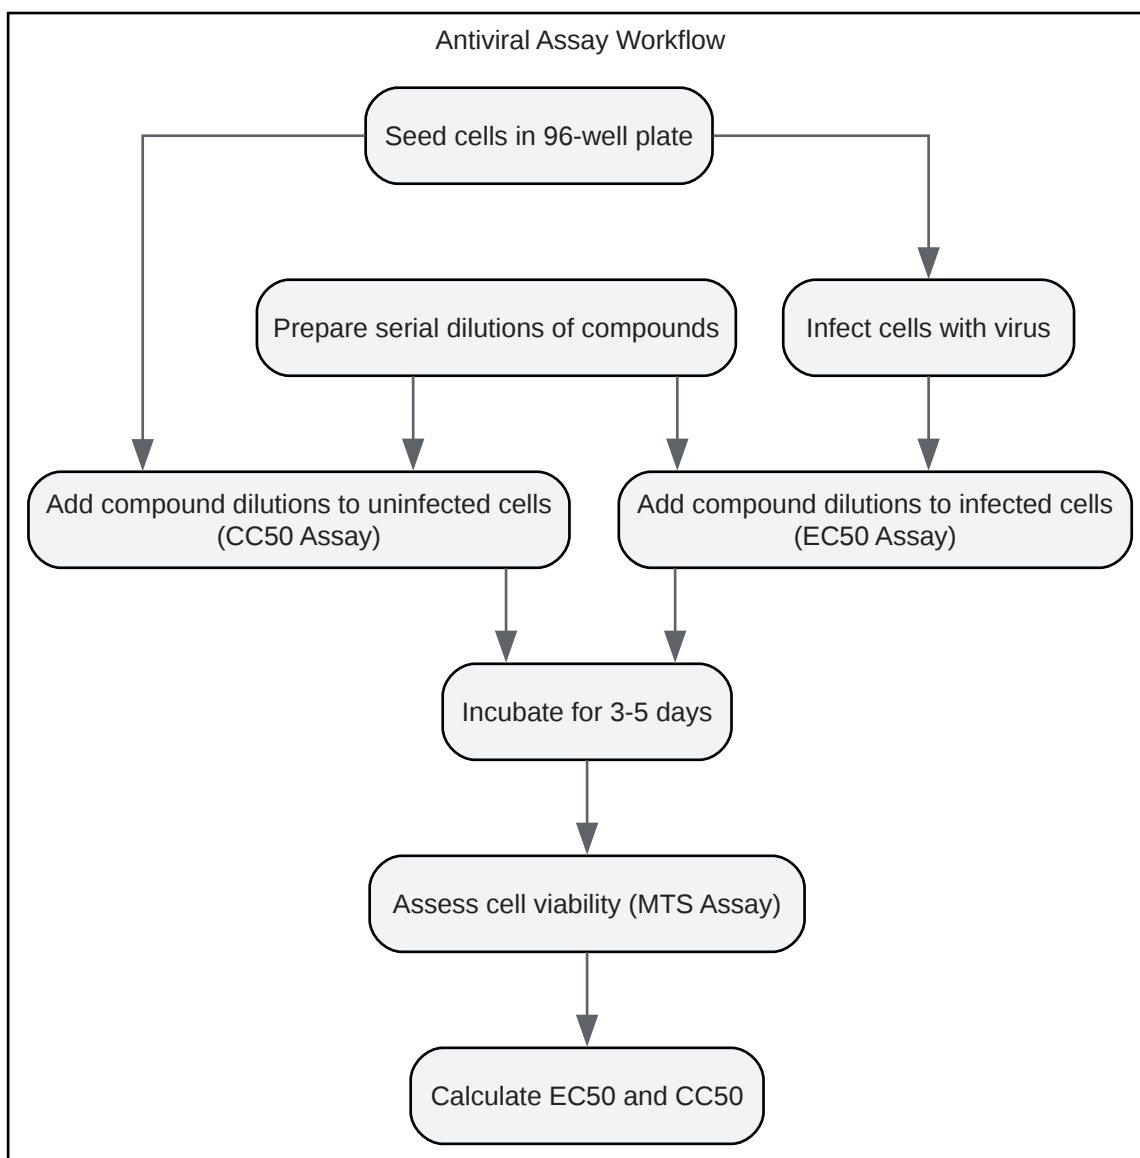 Antiviral Assay Workflow
Seed cells in 96-well plate
Prepare serial dilutions of compounds
Infect cells with virus
Add compound dilutions to uninfected cells
(CC50 Assay)
Add compound dilutions to infected cells
(EC50 Assay)
Incubate for 3-5 days
Assess cell viability (MTS Assay)
Calculate EC50 and CC50